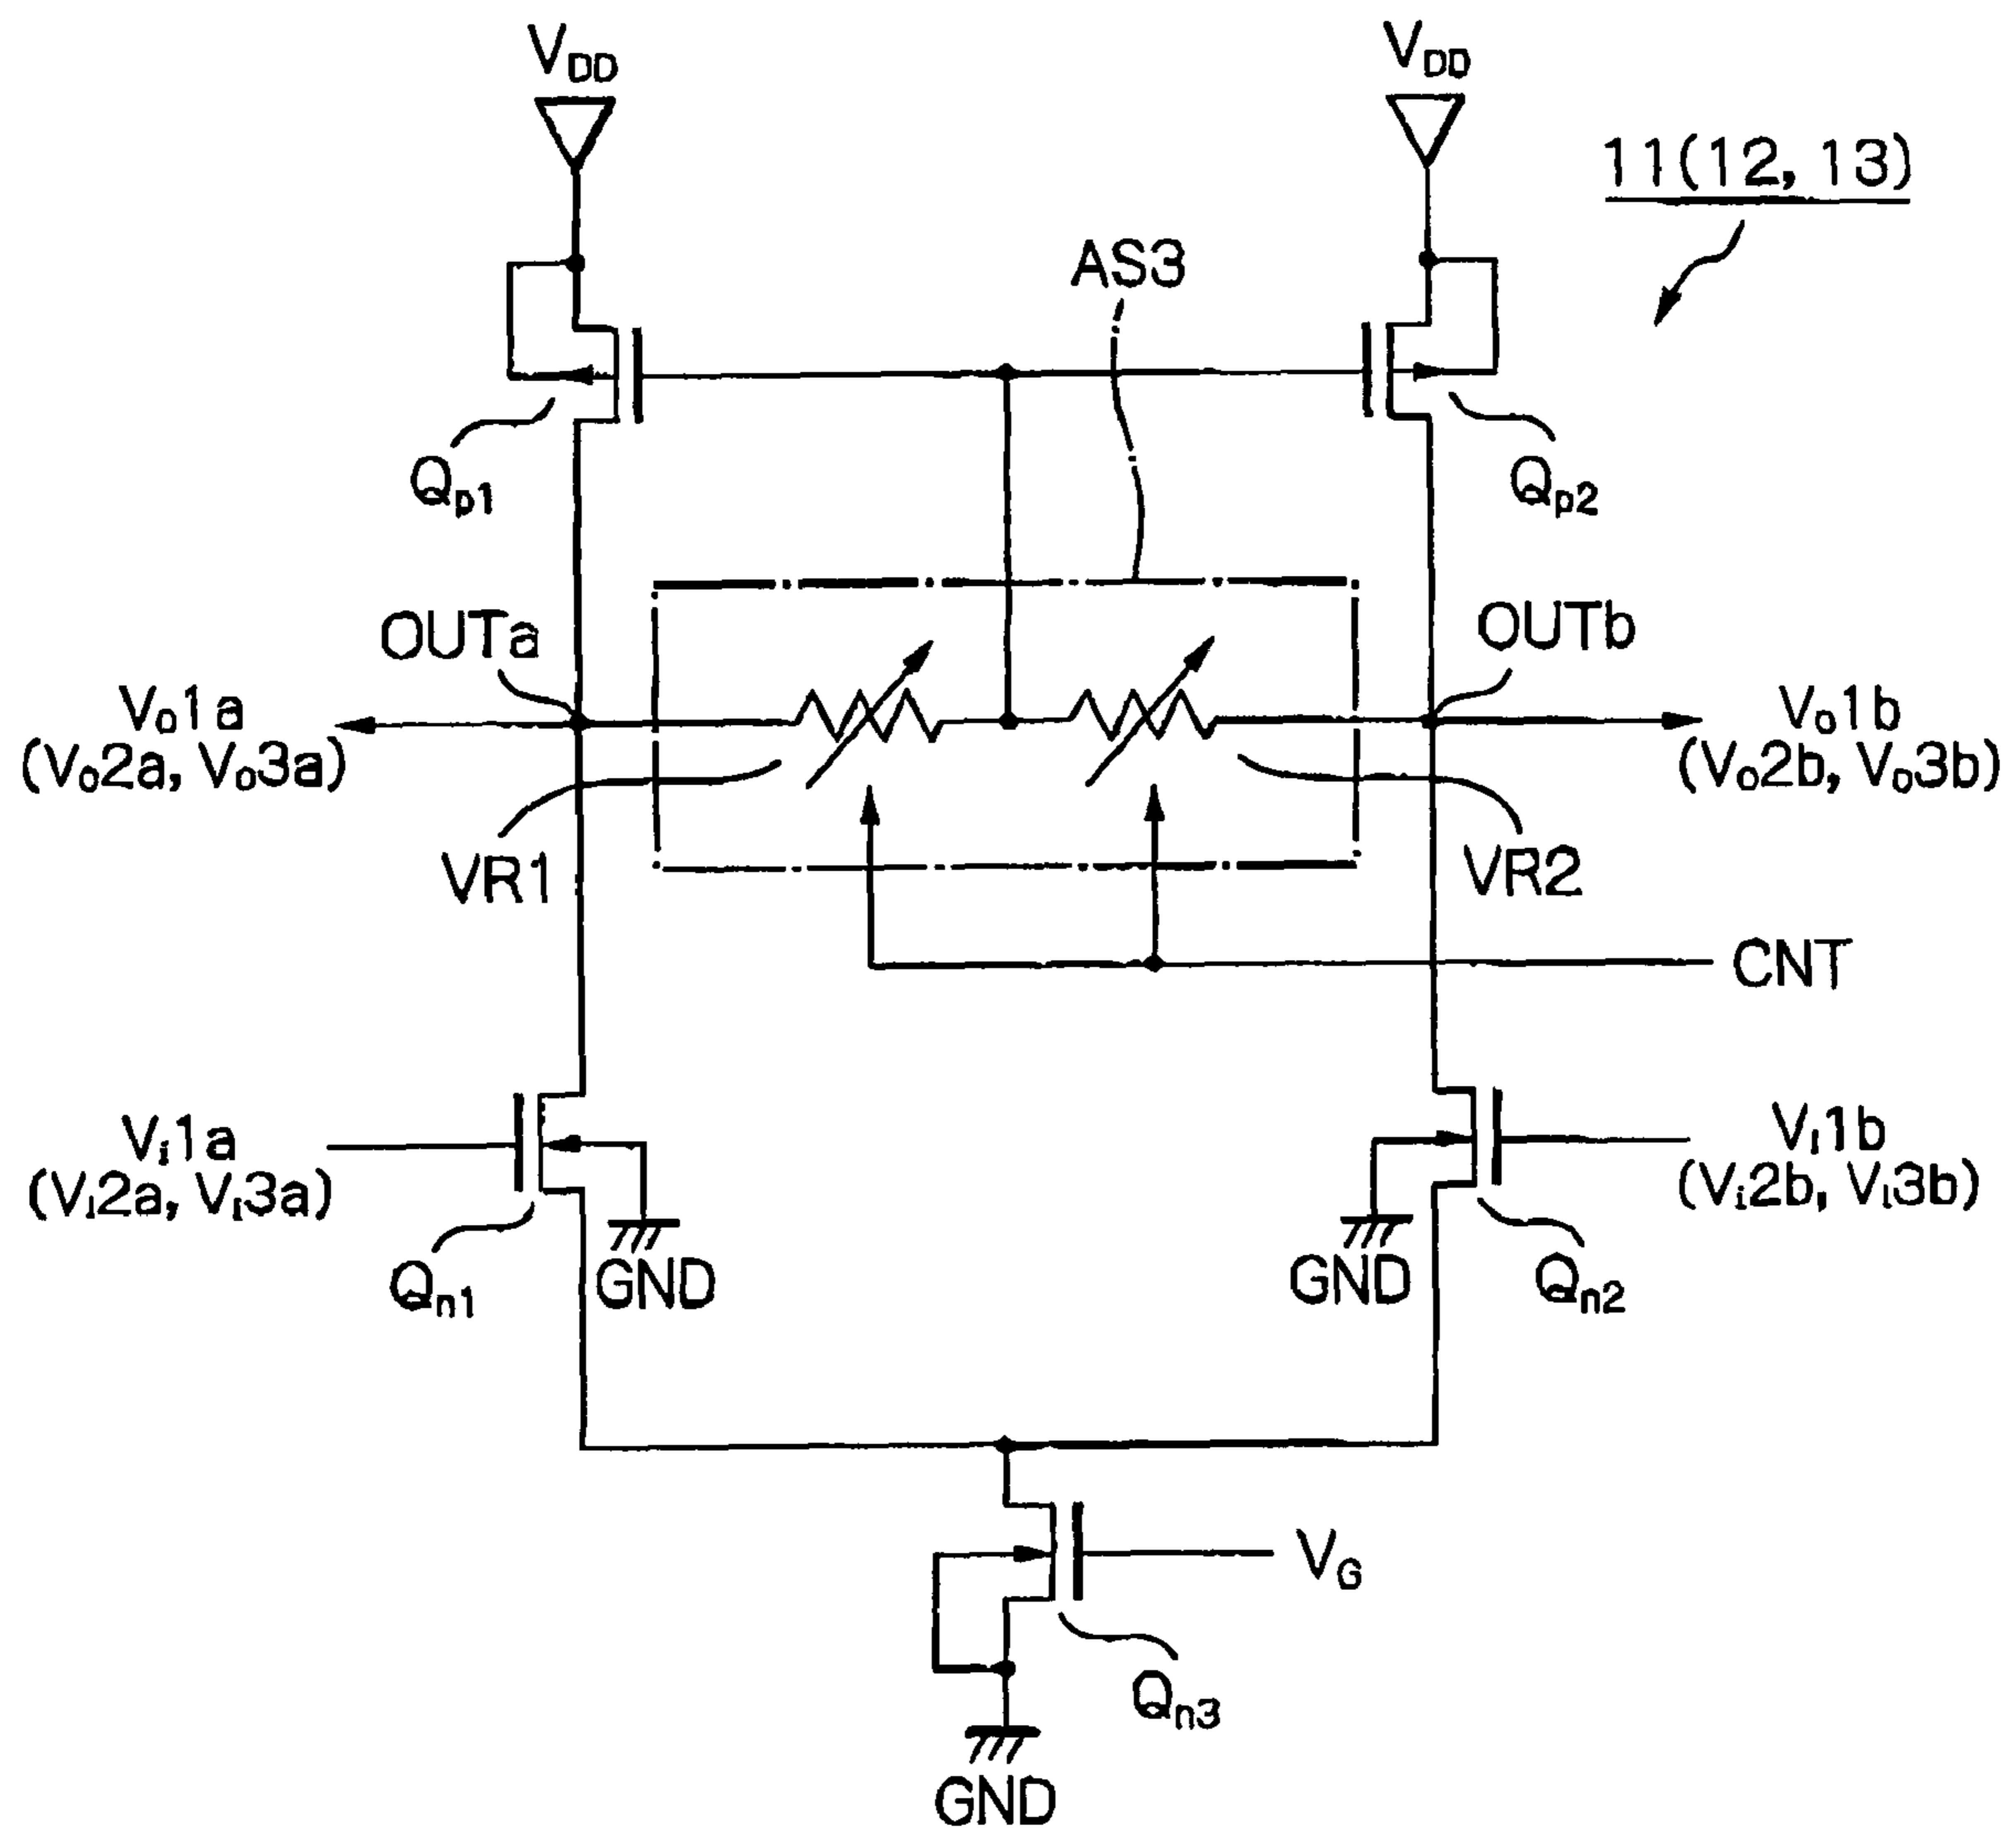 VDD
VDD
11(12, 13)
AS3
Qp1
Qp2
OUTa
OUTb
Vo1a
(Vo2a, Vo3a)
Vo1b
(Vo2b, Vo3b)
VR1
VR2
CNT
Vi1a
(Vi2a, Vi3a)
Vi1b
(Vi2b, Vi3b)
GND
GND
Qn1
Qn2
VG
Qn3
GND